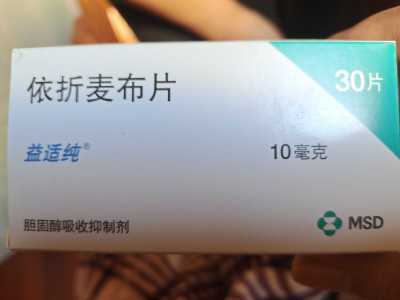 依折麦布片
30片
益适纯®
10毫克
胆固醇吸收抑制剂
MSD